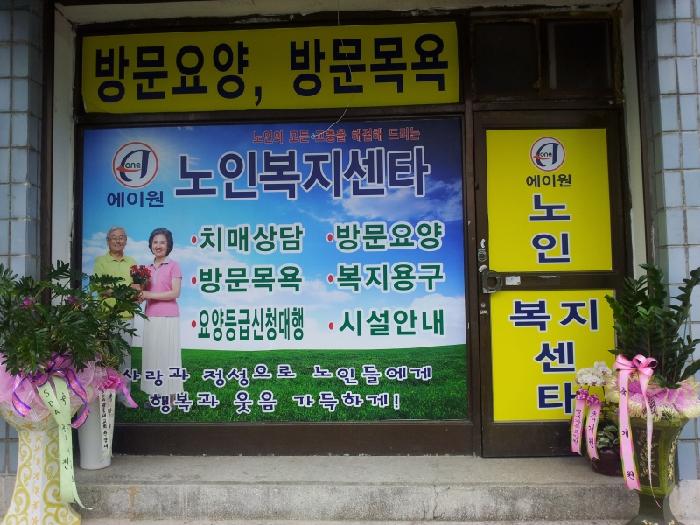 방문요양, 방문목욕
노인의 모든 고충을 해결해 드리는
one
에이원
노인복지센타
·치매상담
·방문요양
·방문목욕
·복지용구
·요양등급신청대행
·시설안내
사랑과 정성으로 노인들에게
행복과 웃음 가득하게!
one
에이원
노
인
복지
센
타